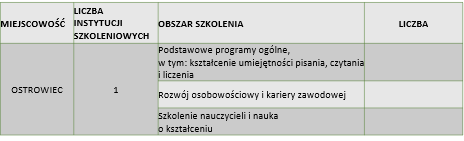 MIEJSCOWOŚĆ
LICZBA
INSTYTUCJI
SZKOLENIOWYCH
OBSZAR SZKOLENIA
LICZBA
OSTROWIEC
1
Podstawowe programy ogólne,
w tym: kształcenie umiejętności pisania, czytania
i liczenia
Rozwój osobowościowy i kariery zawodowej
Szkolenie nauczycieli i nauka
o kształceniu